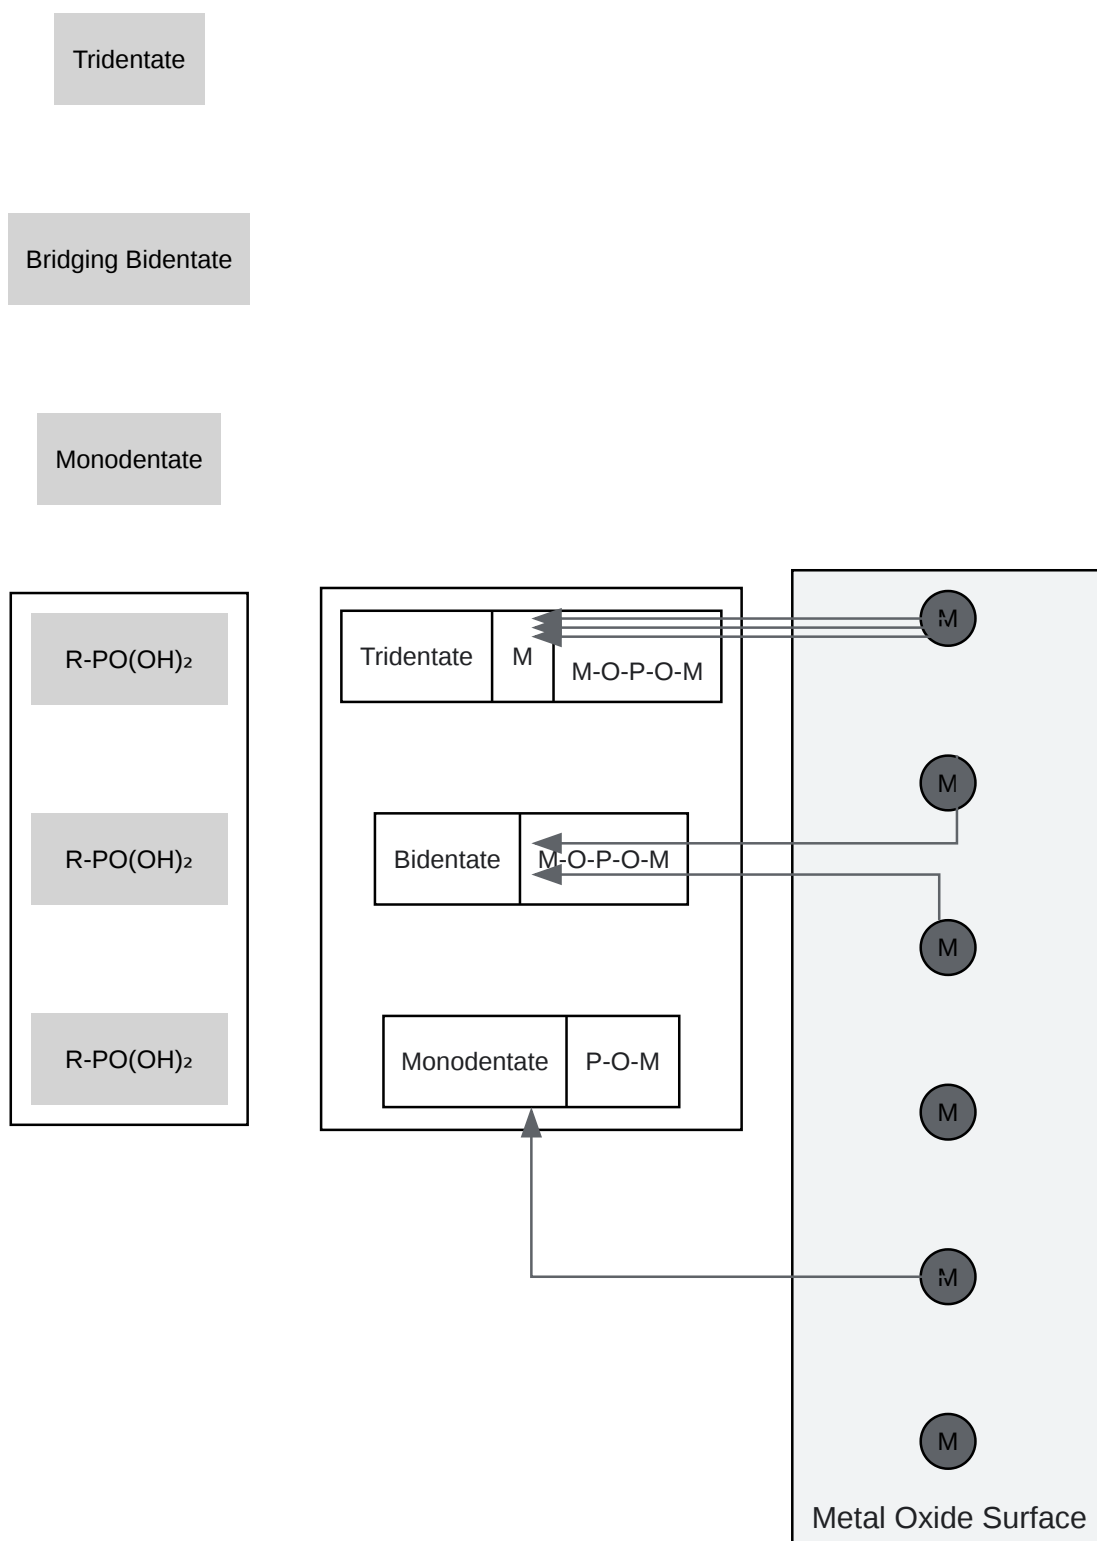 Tridentate
Bridging Bidentate
Monodentate
R-PO(OH)₂
R-PO(OH)₂
R-PO(OH)₂
Tridentate
M
M-O-P-O-M
Bidentate
M-O-P-O-M
Monodentate
P-O-M
M
M
M
M
M
M
Metal Oxide Surface